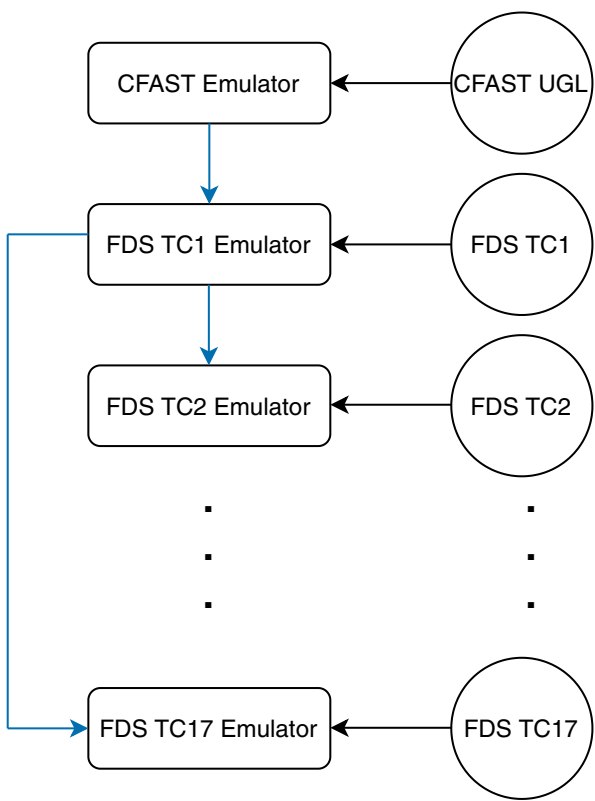 CFAST Emulator
CFAST UGL
FDS TC1 Emulator
FDS TC1
FDS TC2 Emulator
FDS TC2
FDS TC17 Emulator
FDS TC17